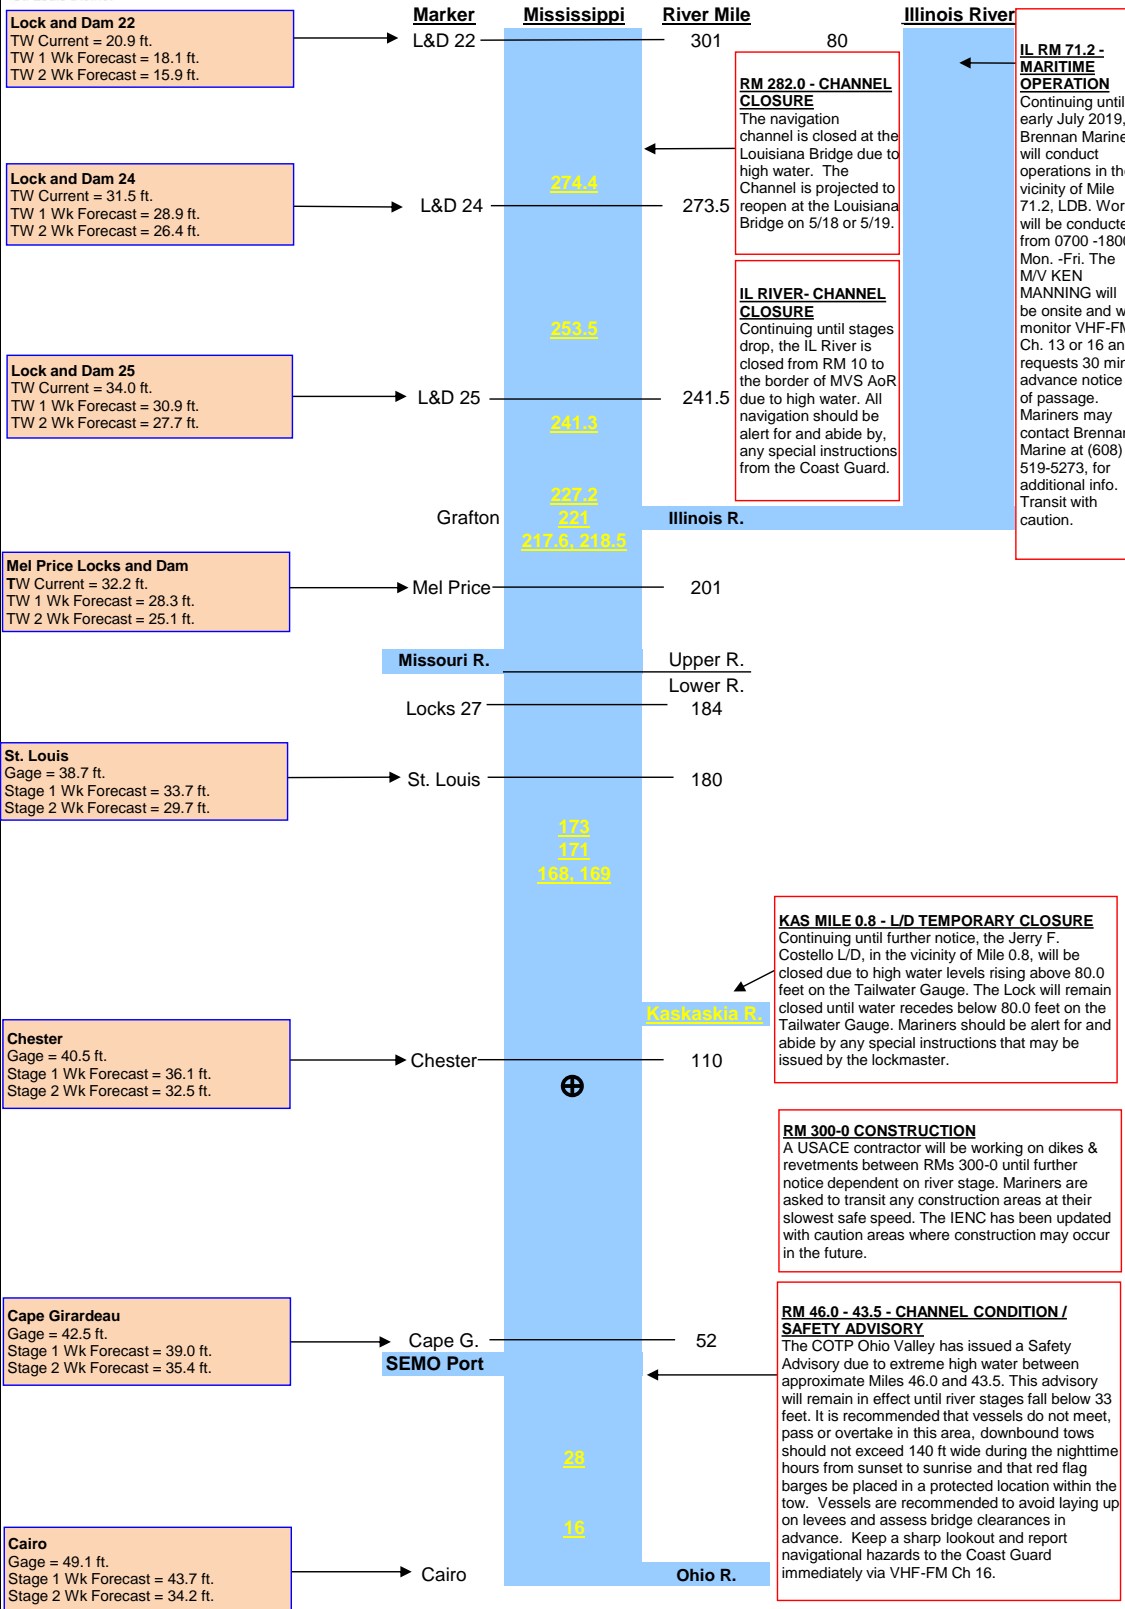 Marker Mississippi River Mile Illinois River
Lock and Dam 22
TW Current = 20.9 ft.
TW 1 Wk Forecast = 18.1 ft.
TW 2 Wk Forecast = 15.9 ft.
L&D 22 301 80
IL RM 71.2 -
MARITIME
OPERATION
Continuing until
early July 2019,
Brennan Marine
will conduct
operations in the
vicinity of Mile
71.2, LDB. Wor
will be conducte
from 0700 -1800
Mon. -Fri. The
M/V KEN
MANNING will
be onsite and w
monitor VHF-FM
Ch. 13 or 16 an
requests 30 min
advance notice
of passage.
Mariners may
contact Brennan
Marine at (608)
519-5273, for
additional info.
Transit with
caution.
RM 282.0 - CHANNEL
CLOSURE
The navigation
channel is closed at the
Louisiana Bridge due to
high water. The
Channel is projected to
reopen at the Louisiana
Bridge on 5/18 or 5/19.
Lock and Dam 24
TW Current = 31.5 ft.
TW 1 Wk Forecast = 28.9 ft.
TW 2 Wk Forecast = 26.4 ft.
274.4
L&D 24 273.5
IL RIVER- CHANNEL
CLOSURE
Continuing until stages
drop, the IL River is
closed from RM 10 to
the border of MVS AoR
due to high water. All
navigation should be
alert for and abide by,
any special instructions
from the Coast Guard.
253.5
Lock and Dam 25
TW Current = 34.0 ft.
TW 1 Wk Forecast = 30.9 ft.
TW 2 Wk Forecast = 27.7 ft.
L&D 25 241.5
241.3
227.2
Grafton 221 Illinois R.
217.6, 218.5
Mel Price Locks and Dam
TW Current = 32.2 ft.
TW 1 Wk Forecast = 28.3 ft.
TW 2 Wk Forecast = 25.1 ft.
Mel Price 201
Missouri R. Upper R.
Lower R.
Locks 27 184
St. Louis
Gage = 38.7 ft.
Stage 1 Wk Forecast = 33.7 ft.
Stage 2 Wk Forecast = 29.7 ft.
St. Louis 180
173
171
168, 169
KAS MILE 0.8 - L/D TEMPORARY CLOSURE
Continuing until further notice, the Jerry F.
Costello L/D, in the vicinity of Mile 0.8, will be
closed due to high water levels rising above 80.0
feet on the Tailwater Gauge. The Lock will remain
closed until water recedes below 80.0 feet on the
Tailwater Gauge. Mariners should be alert for and
abide by any special instructions that may be
issued by the lockmaster.
Kaskaskia R.
Chester
Gage = 40.5 ft.
Stage 1 Wk Forecast = 36.1 ft.
Stage 2 Wk Forecast = 32.5 ft.
Chester 110
RM 300-0 CONSTRUCTION
A USACE contractor will be working on dikes &
revetments between RMs 300-0 until further
notice dependent on river stage. Mariners are
asked to transit any construction areas at their
slowest safe speed. The IENC has been updated
with caution areas where construction may occur
in the future.
Cape Girardeau
Gage = 42.5 ft.
Stage 1 Wk Forecast = 39.0 ft.
Stage 2 Wk Forecast = 35.4 ft.
Cape G. 52
SEMO Port
RM 46.0 - 43.5 - CHANNEL CONDITION /
SAFETY ADVISORY
The COTP Ohio Valley has issued a Safety
Advisory due to extreme high water between
approximate Miles 46.0 and 43.5. This advisory
will remain in effect until river stages fall below 33
feet. It is recommended that vessels do not meet,
pass or overtake in this area, downbound tows
should not exceed 140 ft wide during the nighttime
hours from sunset to sunrise and that red flag
barges be placed in a protected location within the
tow. Vessels are recommended to avoid laying up
on levees and assess bridge clearances in
advance. Keep a sharp lookout and report
navigational hazards to the Coast Guard
immediately via VHF-FM Ch 16.
28
16
Cairo
Gage = 49.1 ft.
Stage 1 Wk Forecast = 43.7 ft.
Stage 2 Wk Forecast = 34.2 ft.
Cairo Ohio R.